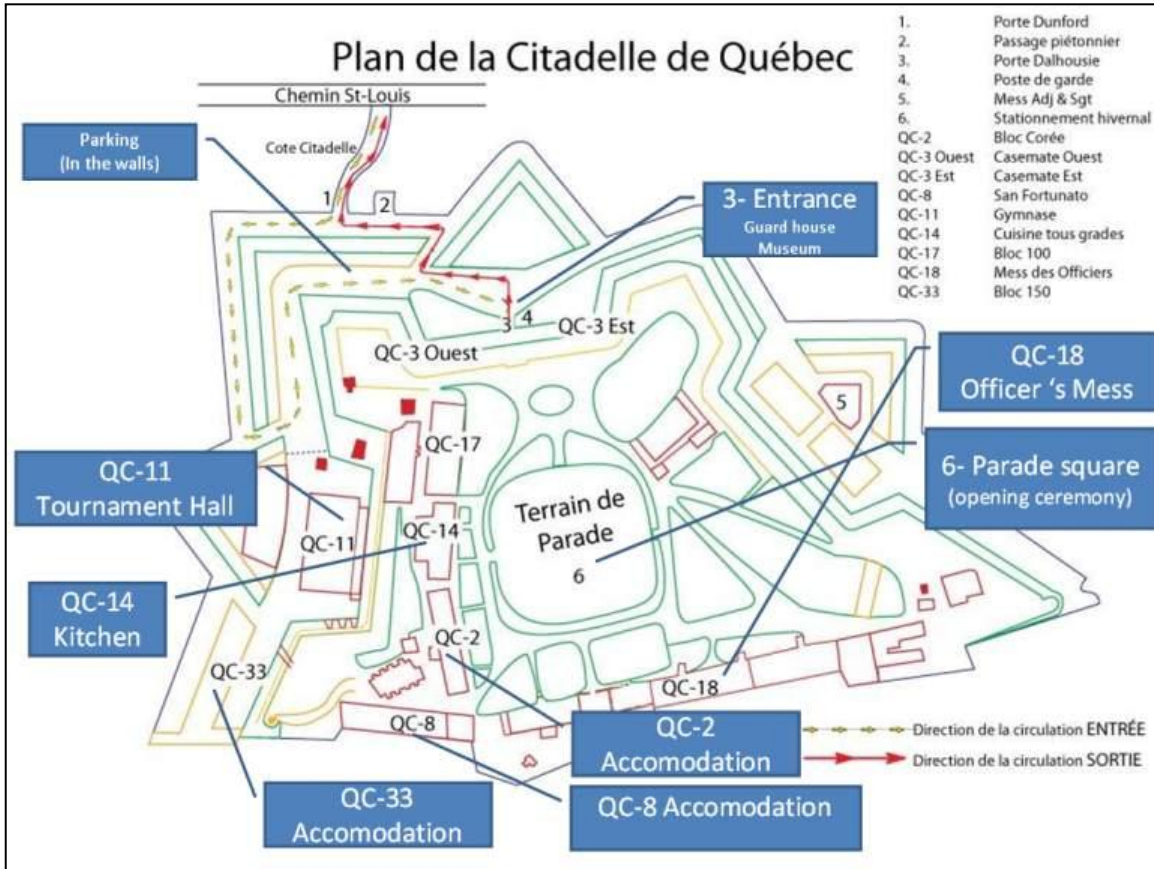 Plan de la Citadelle de Québec
1. Porte Dunford
2. Passage piétonnier
3. Porte Dalhousie
4. Poste de garde
5. Mess Adj & Sgt
6. Stationnement hivernal
QC-2 Bloc Corée
QC-3 Ouest Casemate Ouest
QC-3 Est Casemate Est
QC-8 San Fortunato
QC-11 Gymnase
QC-14 Cuisine tous grades
QC-17 Bloc 100
QC-18 Mess des Officiers
QC-33 Bloc 150
Chemin St-Louis
Parking
(In the walls)
Cote Citadelle
1
2
3- Entrance
Guard house
Museum
3
4
QC-3 Est
QC-3 Ouest
QC-18
Officer ‘s Mess
5
QC-17
QC-11
Tournament Hall
6- Parade square
(opening ceremony)
Terrain de
Parade
6
QC-14
QC-11
QC-14
Kitchen
QC-2
QC-33
QC-18
QC-8
QC-2
Accomodation
Direction de la circulation ENTRÉE
Direction de la circulation SORTIE
QC-33
Accomodation
QC-8 Accomodation